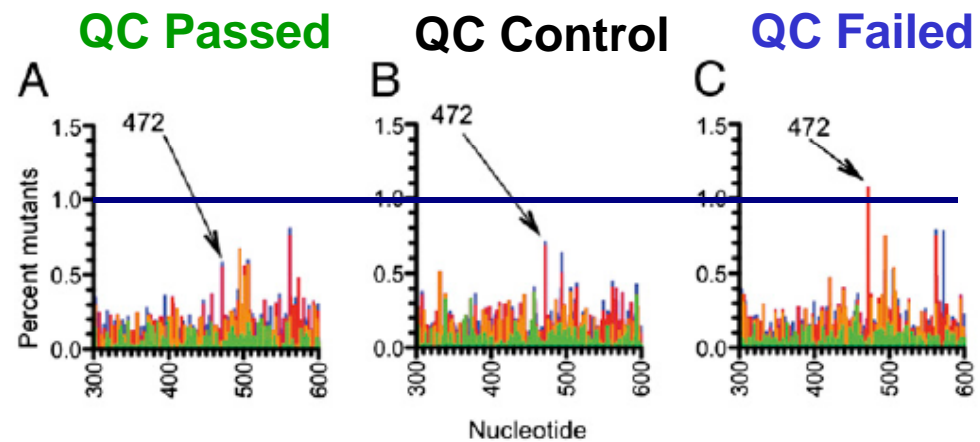 QC Passed QC Control QC Failed
A B C
472 472 472
1.5 1.5 1.5
1.0 1.0 1.0
0.5 0.5 0.5
0.0 0.0 0.0
Percent mutants
300 400 500 600 300 400 500 600 300 400 500 600
Nucleotide